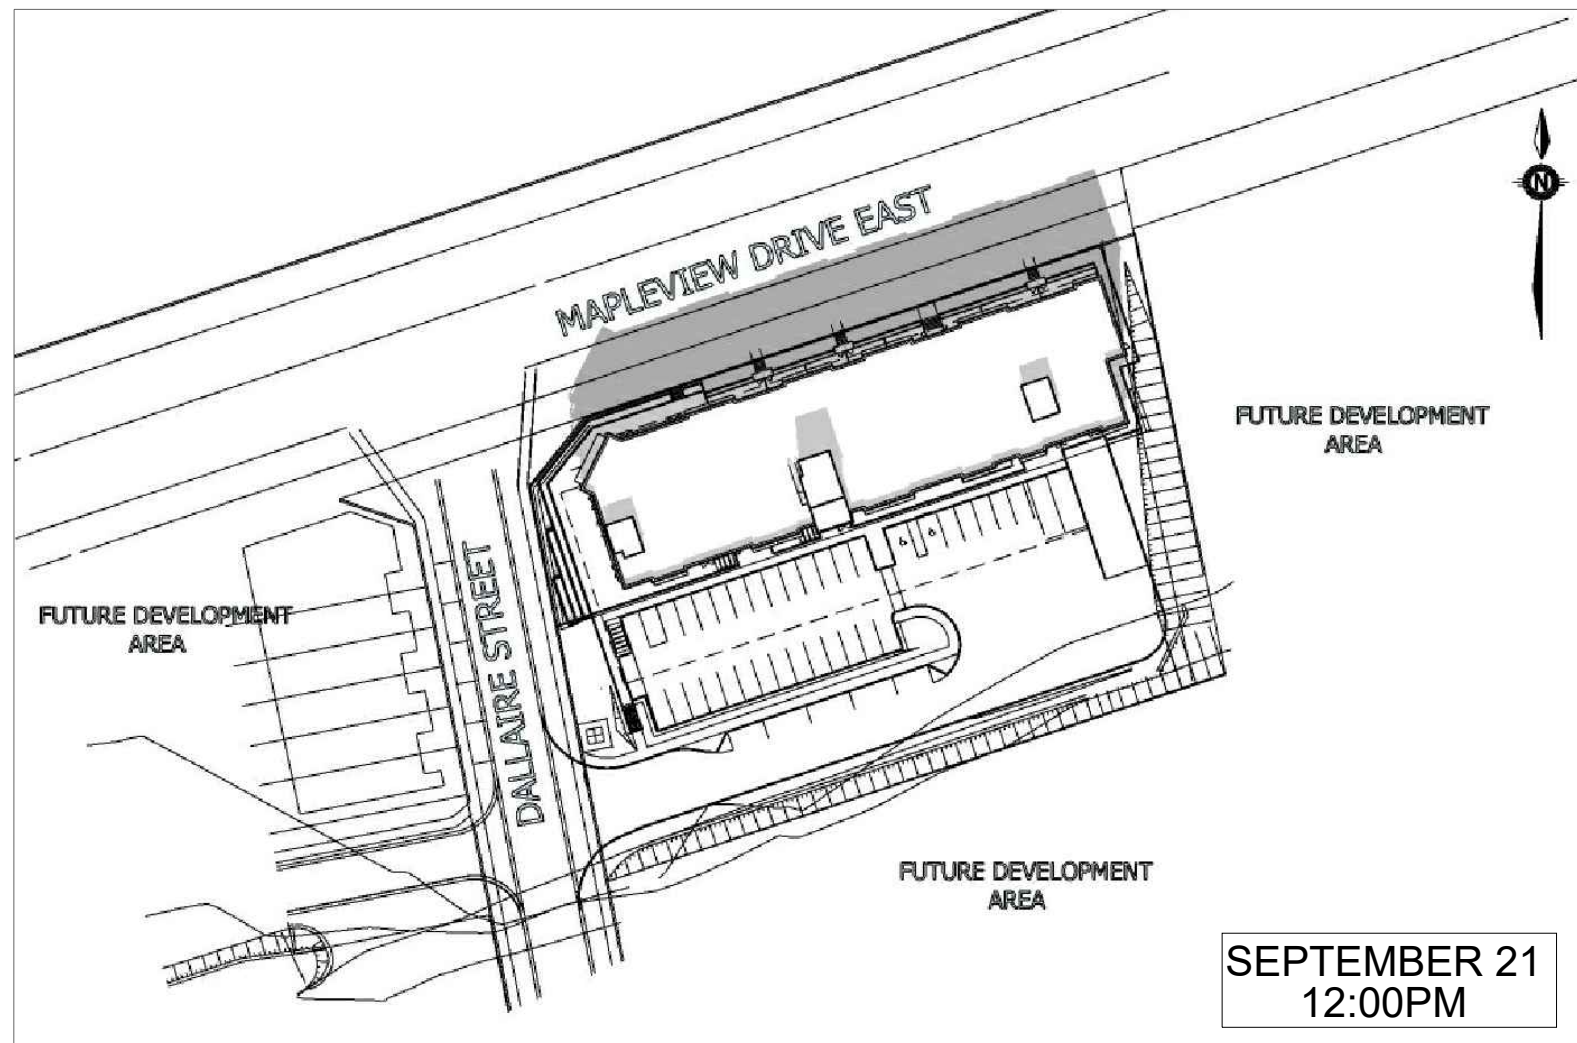 MAPLEVIEW DRIVE EAST
N
FUTURE DEVELOPMENT
AREA
FUTURE DEVELOPMENT
AREA
DALLAIRE STREET
FUTURE DEVELOPMENT
AREA
SEPTEMBER 21
12:00PM